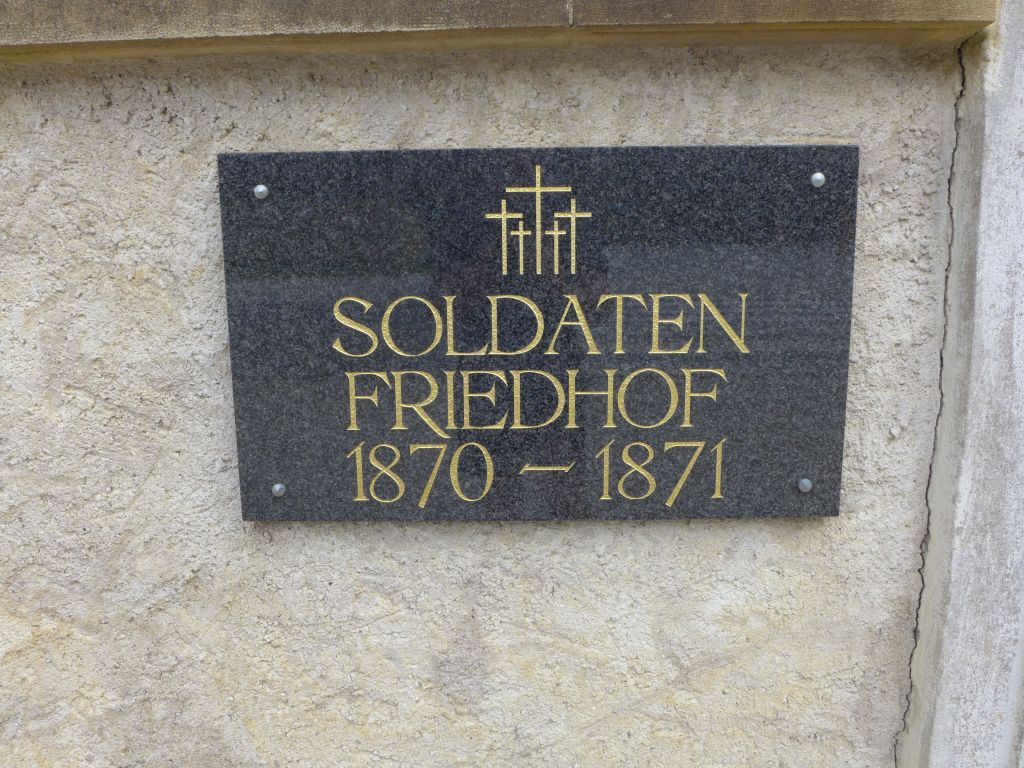 SOLDATEN
FRIEDHOF
1870 – 1871